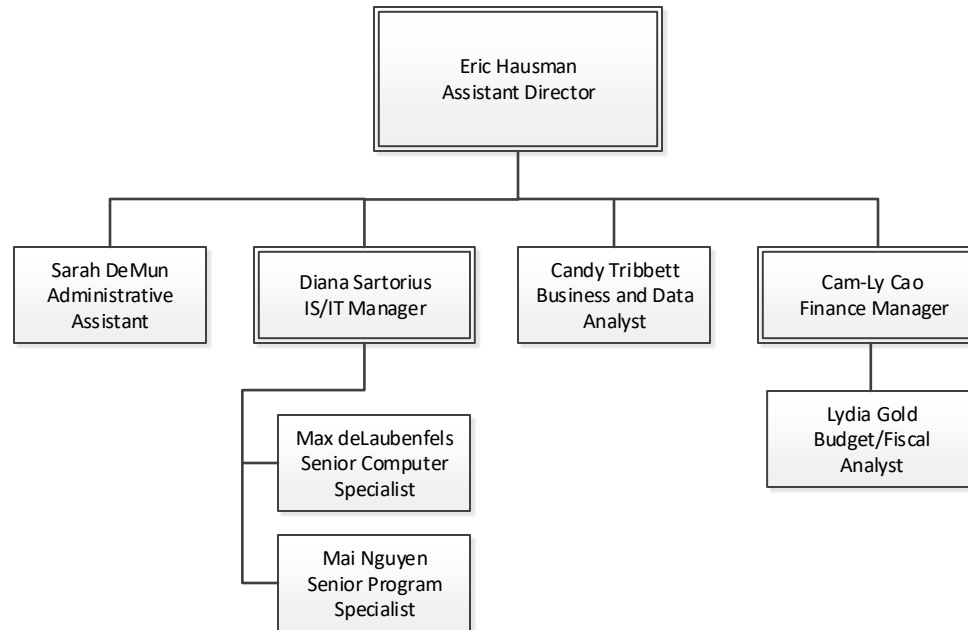 Eric Hausman
Assistant Director
Sarah DeMun
Administrative
Assistant
Diana Sartorius
IS/IT Manager
Candy Tribbett
Business and Data
Analyst
Cam-Ly Cao
Finance Manager
Lydia Gold
Budget/Fiscal
Analyst
Max deLaubenfels
Senior Computer
Specialist
Mai Nguyen
Senior Program
Specialist